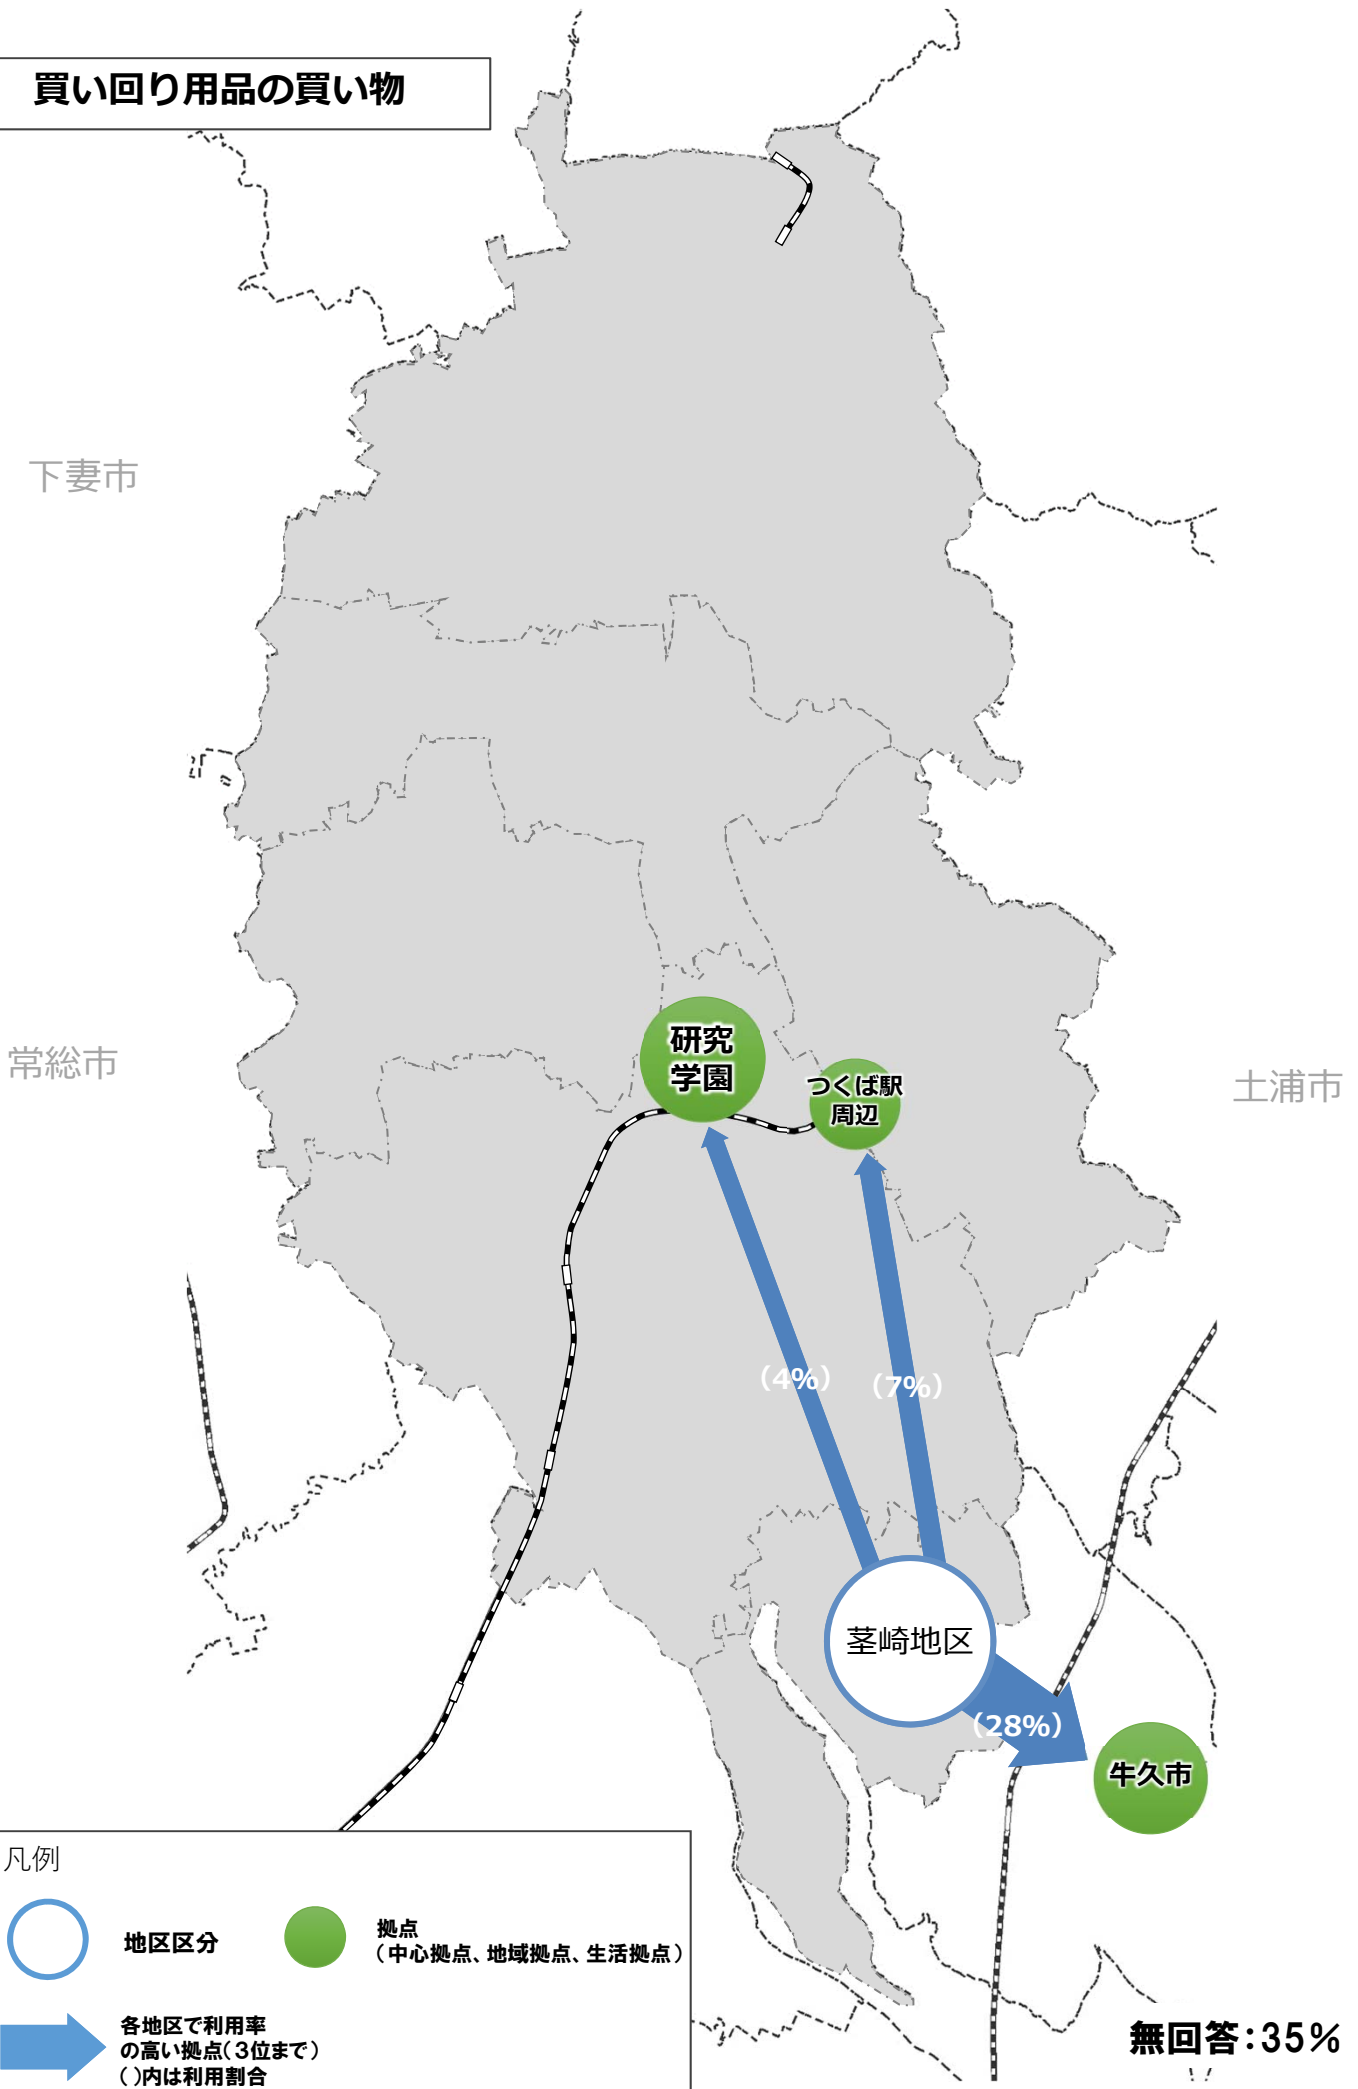 買い回り用品の買い物
下妻市
常総市
土浦市
研究
学園
つくば駅
周辺
（4%）
（7%）
茎崎地区
（28%）
牛久市
凡例
地区区分
拠点
（中心拠点、地域拠点、生活拠点）
各地区で利用率
の高い拠点（３位まで）
（ ）内は利用割合
無回答：35%